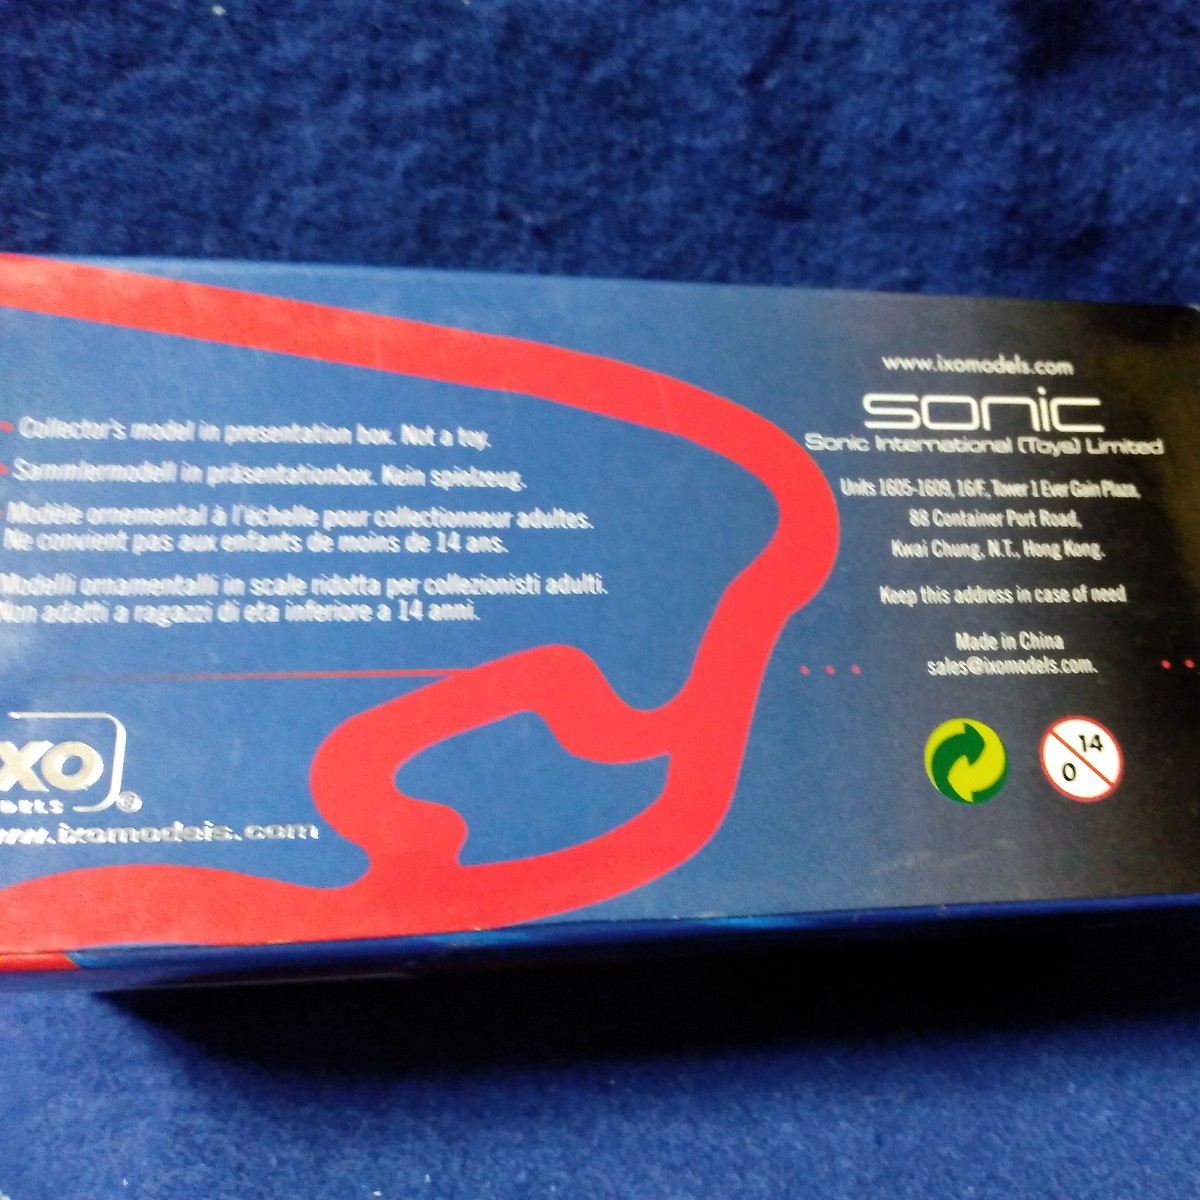 Collector's model in presentation box. Not a toy.
Sammlermodell in präsentationbox. Kein spielzeug.
Modèle ornemental à l'échelle pour collectionneur adultes.
Ne convient pas aux enfants de moins de 14 ans.
Modelli ornamentalli in scale ridotta per collezionisti adulti.
Non adatti a ragazzi di eta inferiore a 14 anni.
XO
DELS ®
www.ixomodels.com
www.ixomodels.com
sonic
Sonic International (Toys) Limited
Units 1605-1609, 16/F., Tower 1 Ever Gain Plaza,
88 Container Port Road,
Kwai Chung, N.T., Hong Kong.
Keep this address in case of need
Made in China
sales@ixomodels.com.
14
0